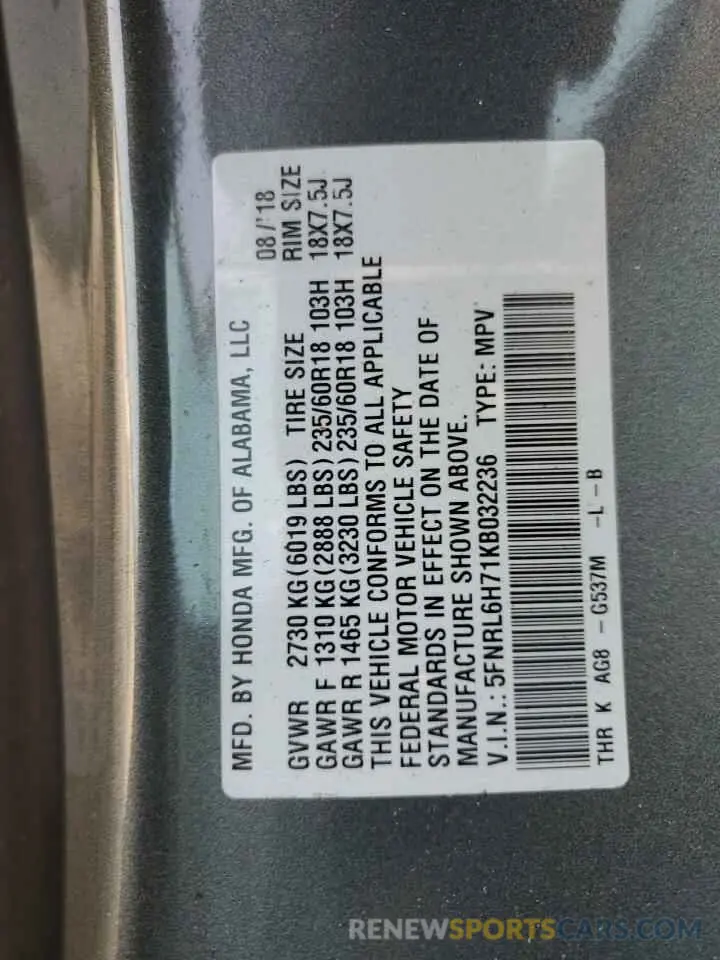 MFD. BY HONDA MFG. OF ALABAMA, LLC 08/18
GVWR 2730 KG (6019 LBS) TIRE SIZE RIM SIZE
GAWR F 1310 KG (2888 LBS) 235/60R18 103H 18X7.5J
GAWR R 1465 KG (3230 LBS) 235/60R18 103H 18X7.5J
THIS VEHICLE CONFORMS TO ALL APPLICABLE
FEDERAL MOTOR VEHICLE SAFETY
STANDARDS IN EFFECT ON THE DATE OF
MANUFACTURE SHOWN ABOVE.
V.I.N.: 5FNRL6H71KB032236 TYPE: MPV
THR K AG8 - G537M -L -B
RENEWSPORTSCARS.COM